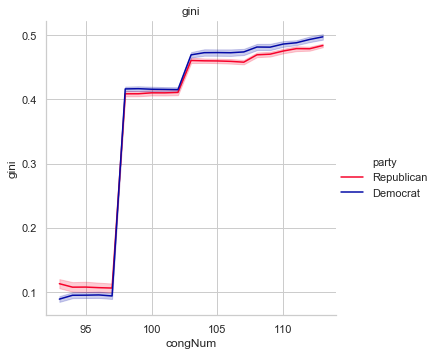 gini
0.5
0.4
0.3
0.2
0.1
gini
95
100
105
110
congNum
party
Republican
Democrat